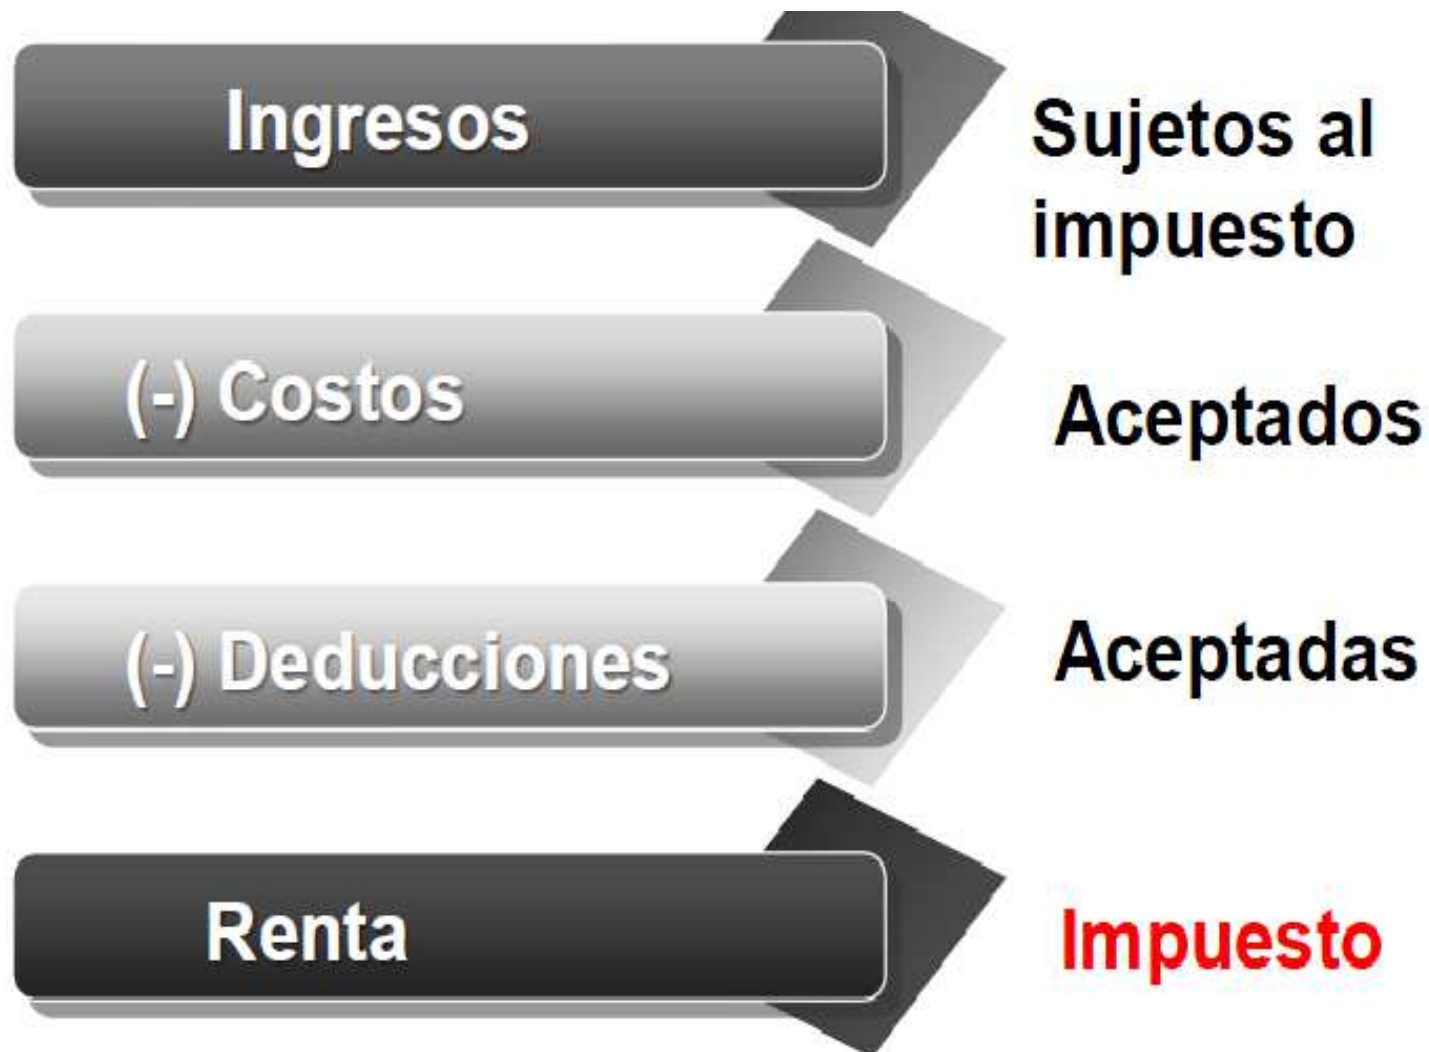 Ingresos
Sujetos al
impuesto
(-) Costos
Aceptados
(-) Deducciones
Aceptadas
Renta
Impuesto